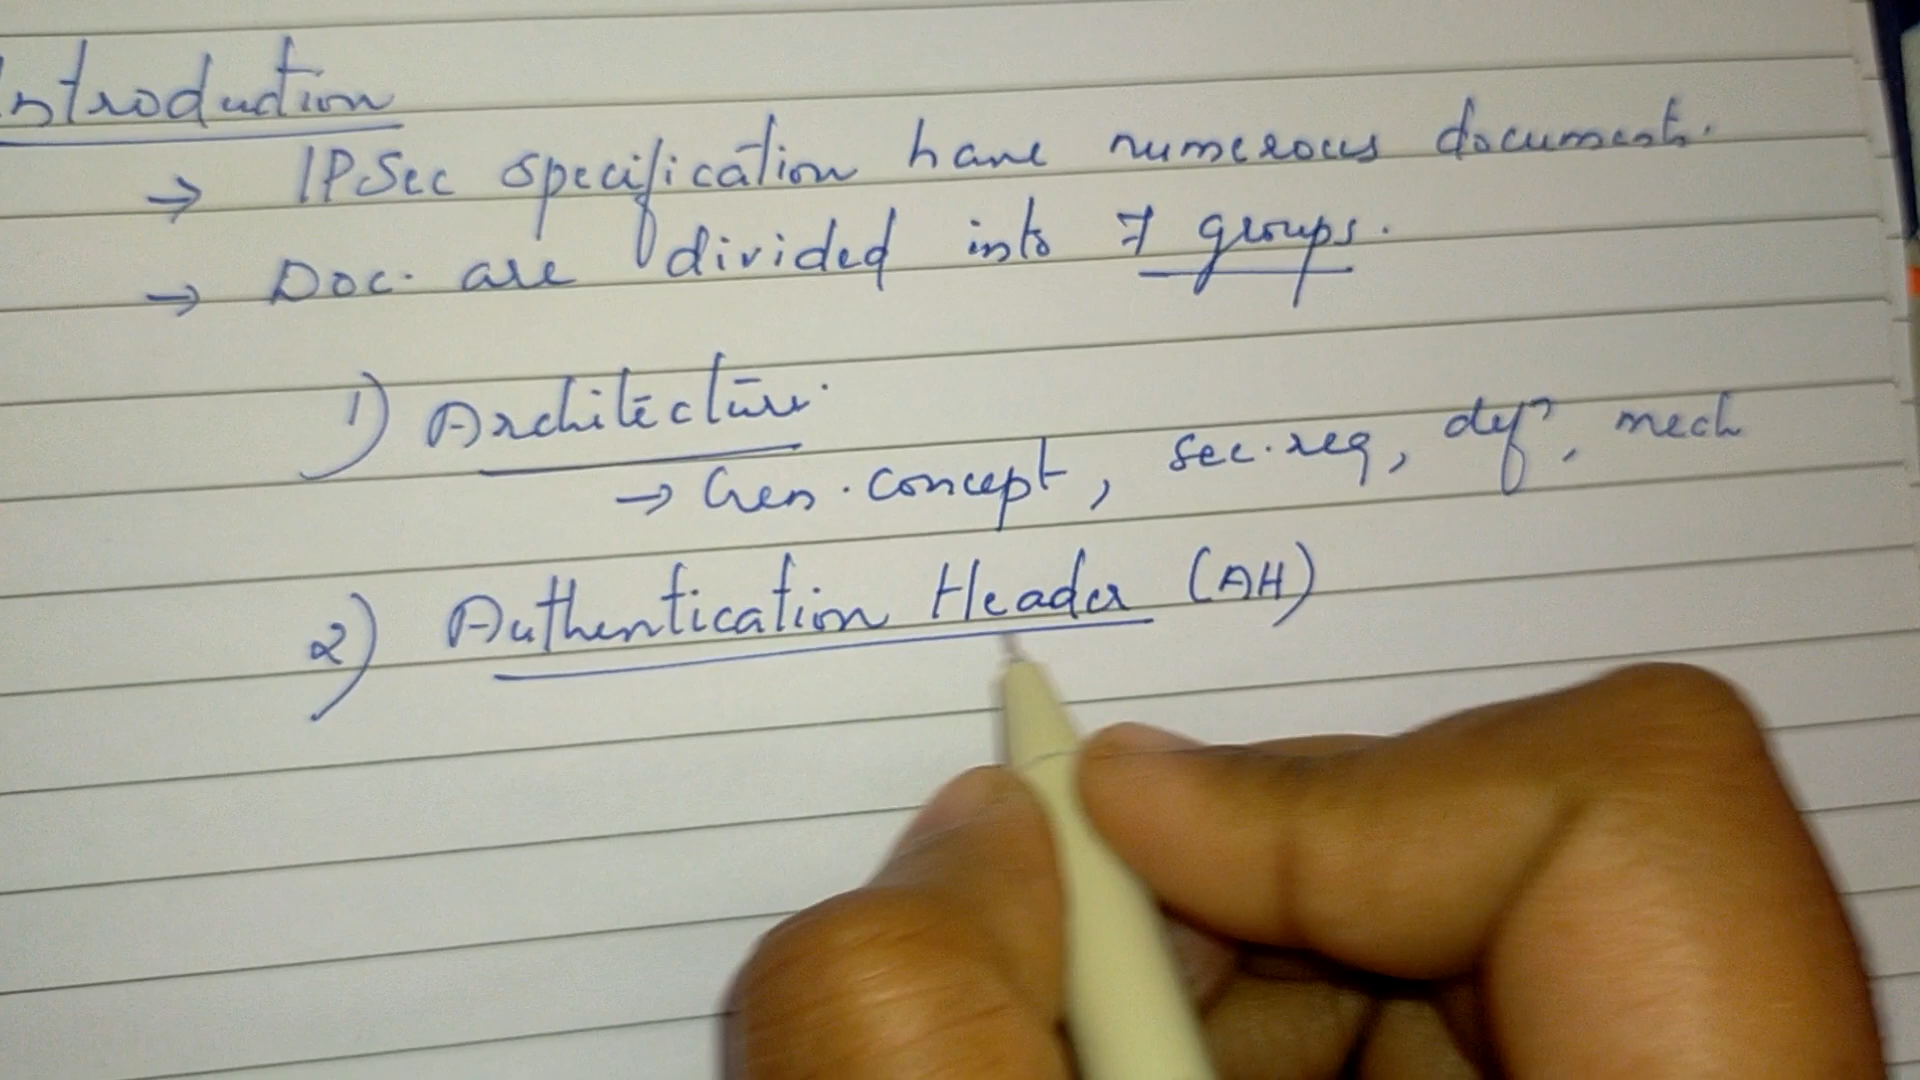 Introduction
→ IPSec specification have numerous documents.
→ Doc. are divided into 7 groups.
1) Architecture.
→ Gen. concept, sec. req, defⁿ, mech
2) Authentication Header (AH)